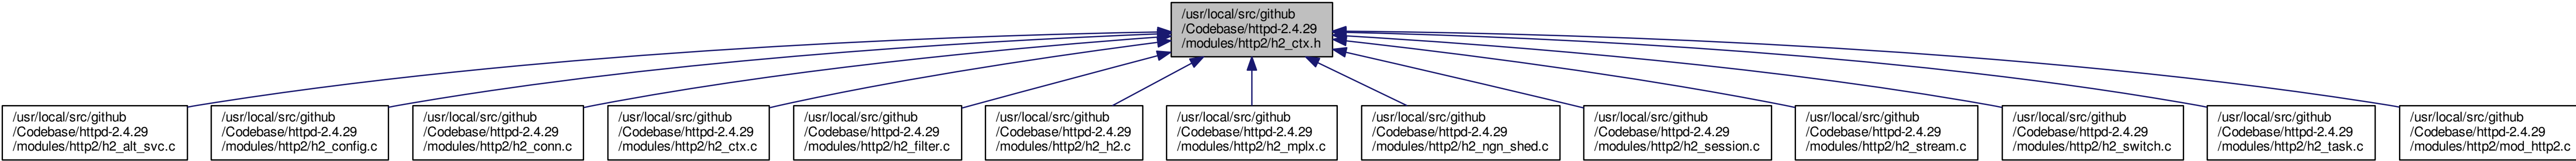 /usr/local/src/github
/Codebase/httpd-2.4.29
/modules/http2/h2_ctx.h
/usr/local/src/github
/Codebase/httpd-2.4.29
/modules/http2/h2_alt_svc.c
/usr/local/src/github
/Codebase/httpd-2.4.29
/modules/http2/h2_config.c
/usr/local/src/github
/Codebase/httpd-2.4.29
/modules/http2/h2_conn.c
/usr/local/src/github
/Codebase/httpd-2.4.29
/modules/http2/h2_ctx.c
/usr/local/src/github
/Codebase/httpd-2.4.29
/modules/http2/h2_filter.c
/usr/local/src/github
/Codebase/httpd-2.4.29
/modules/http2/h2_h2.c
/usr/local/src/github
/Codebase/httpd-2.4.29
/modules/http2/h2_mplx.c
/usr/local/src/github
/Codebase/httpd-2.4.29
/modules/http2/h2_ngn_shed.c
/usr/local/src/github
/Codebase/httpd-2.4.29
/modules/http2/h2_session.c
/usr/local/src/github
/Codebase/httpd-2.4.29
/modules/http2/h2_stream.c
/usr/local/src/github
/Codebase/httpd-2.4.29
/modules/http2/h2_switch.c
/usr/local/src/github
/Codebase/httpd-2.4.29
/modules/http2/h2_task.c
/usr/local/src/github
/Codebase/httpd-2.4.29
/modules/http2/mod_http2.c